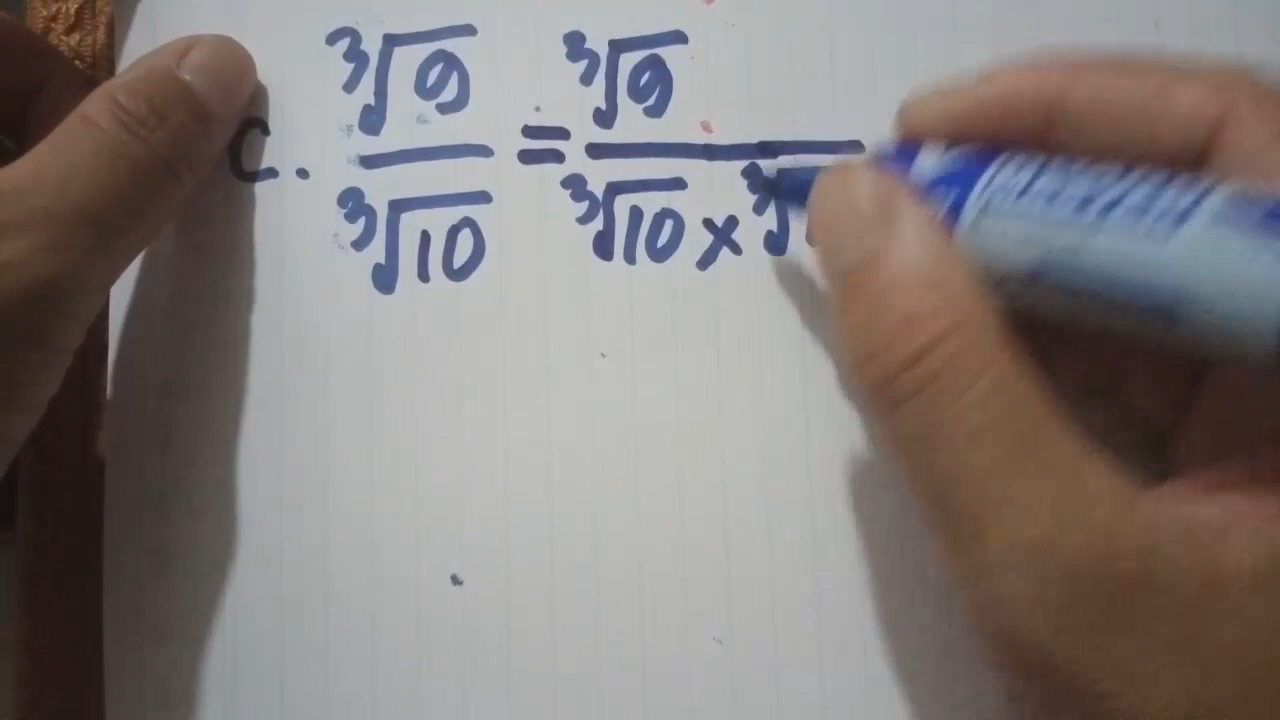 C. ∛9 / ∛10 = ∛9 / ∛10 × ∛